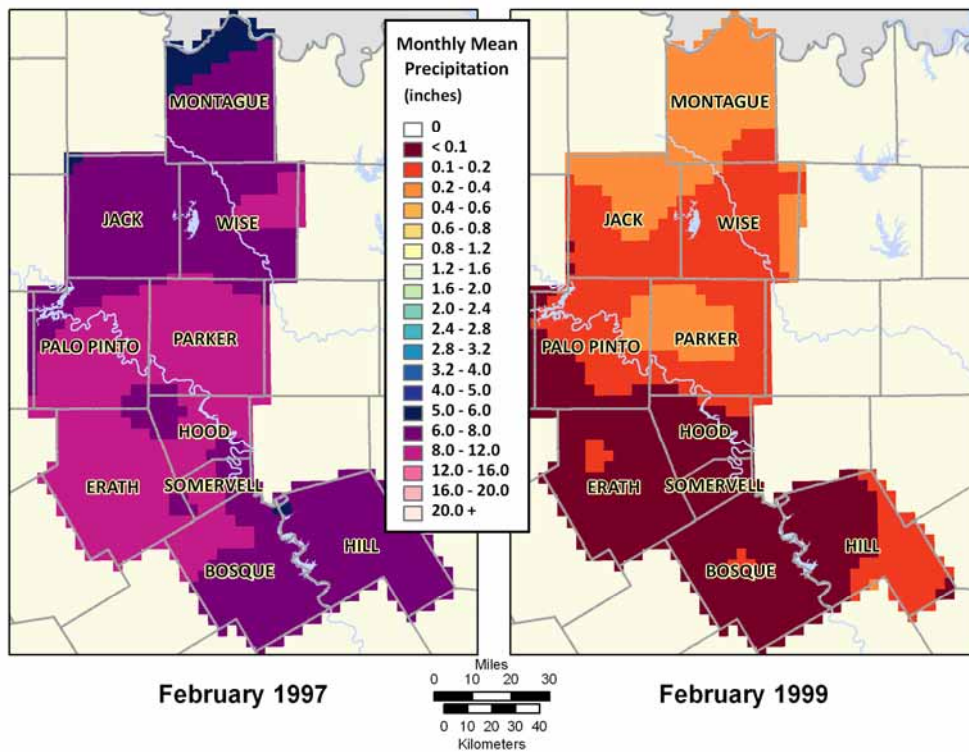 MONTAGUE
JACK
WISE
PALO PINTO
PARKER
HOOD
ERATH
SOMERVELL
BOSQUE
HILL
Monthly Mean
Precipitation
(inches)
0
< 0.1
0.1 - 0.2
0.2 - 0.4
0.4 - 0.6
0.6 - 0.8
0.8 - 1.2
1.2 - 1.6
1.6 - 2.0
2.0 - 2.4
2.4 - 2.8
2.8 - 3.2
3.2 - 4.0
4.0 - 5.0
5.0 - 6.0
6.0 - 8.0
8.0 - 12.0
12.0 - 16.0
16.0 - 20.0
20.0 +
MONTAGUE
JACK
WISE
PALO PINTO
PARKER
HOOD
ERATH
SOMERVELL
BOSQUE
HILL
February 1997
Miles
0 10 20 30
0 10 20 30 40
Kilometers
February 1999